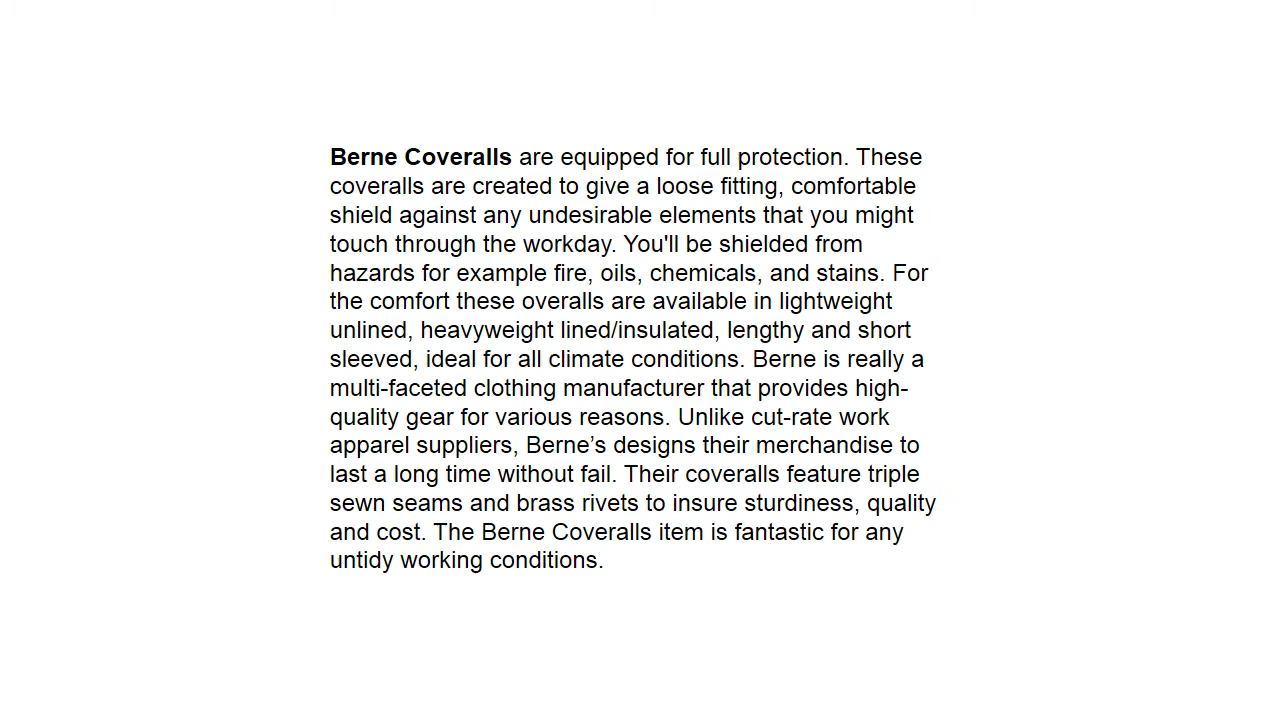 Berne Coveralls are equipped for full protection. These
coveralls are created to give a loose fitting, comfortable
shield against any undesirable elements that you might
touch through the workday. You'll be shielded from
hazards for example fire, oils, chemicals, and stains. For
the comfort these overalls are available in lightweight
unlined, heavyweight lined/insulated, lengthy and short
sleeved, ideal for all climate conditions. Berne is really a
multi-faceted clothing manufacturer that provides high-
quality gear for various reasons. Unlike cut-rate work
apparel suppliers, Berne’s designs their merchandise to
last a long time without fail. Their coveralls feature triple
sewn seams and brass rivets to insure sturdiness, quality
and cost. The Berne Coveralls item is fantastic for any
untidy working conditions.